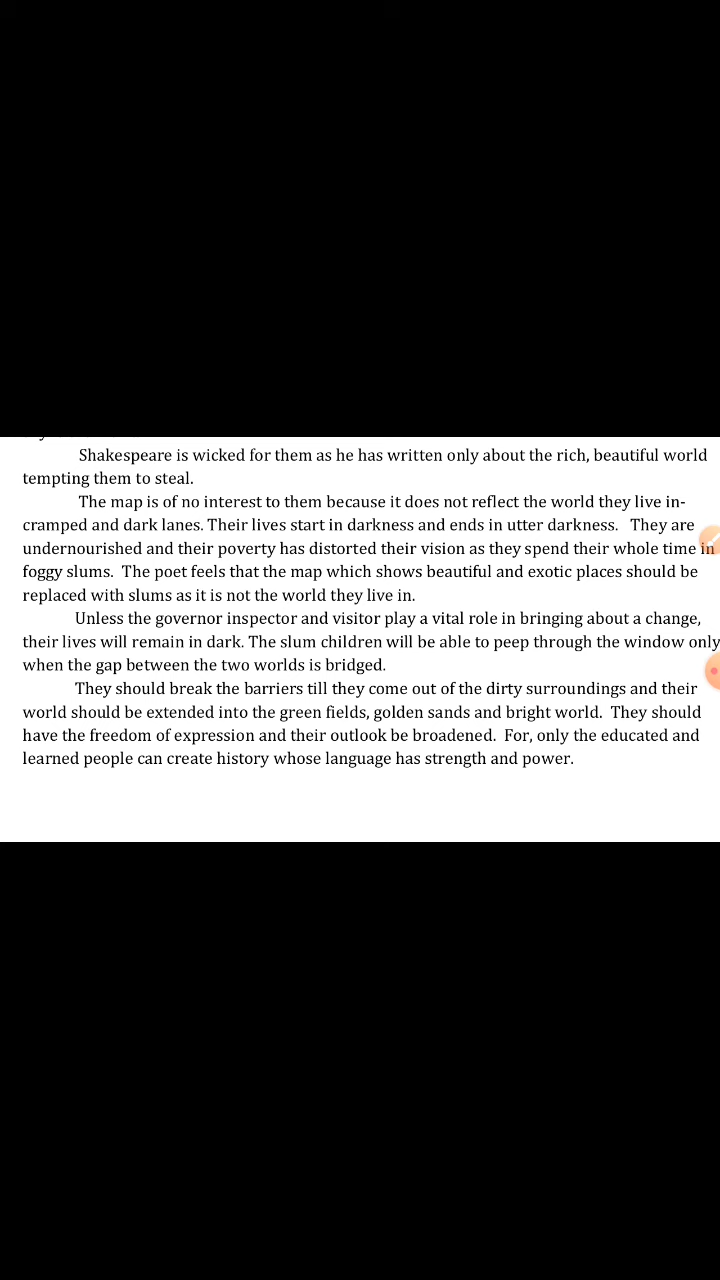 Shakespeare is wicked for them as he has written only about the rich, beautiful world
tempting them to steal.
The map is of no interest to them because it does not reflect the world they live in-
cramped and dark lanes. Their lives start in darkness and ends in utter darkness. They are
undernourished and their poverty has distorted their vision as they spend their whole time in
foggy slums. The poet feels that the map which shows beautiful and exotic places should be
replaced with slums as it is not the world they live in.
Unless the governor inspector and visitor play a vital role in bringing about a change,
their lives will remain in dark. The slum children will be able to peep through the window only
when the gap between the two worlds is bridged.
They should break the barriers till they come out of the dirty surroundings and their
world should be extended into the green fields, golden sands and bright world. They should
have the freedom of expression and their outlook be broadened. For, only the educated and
learned people can create history whose language has strength and power.